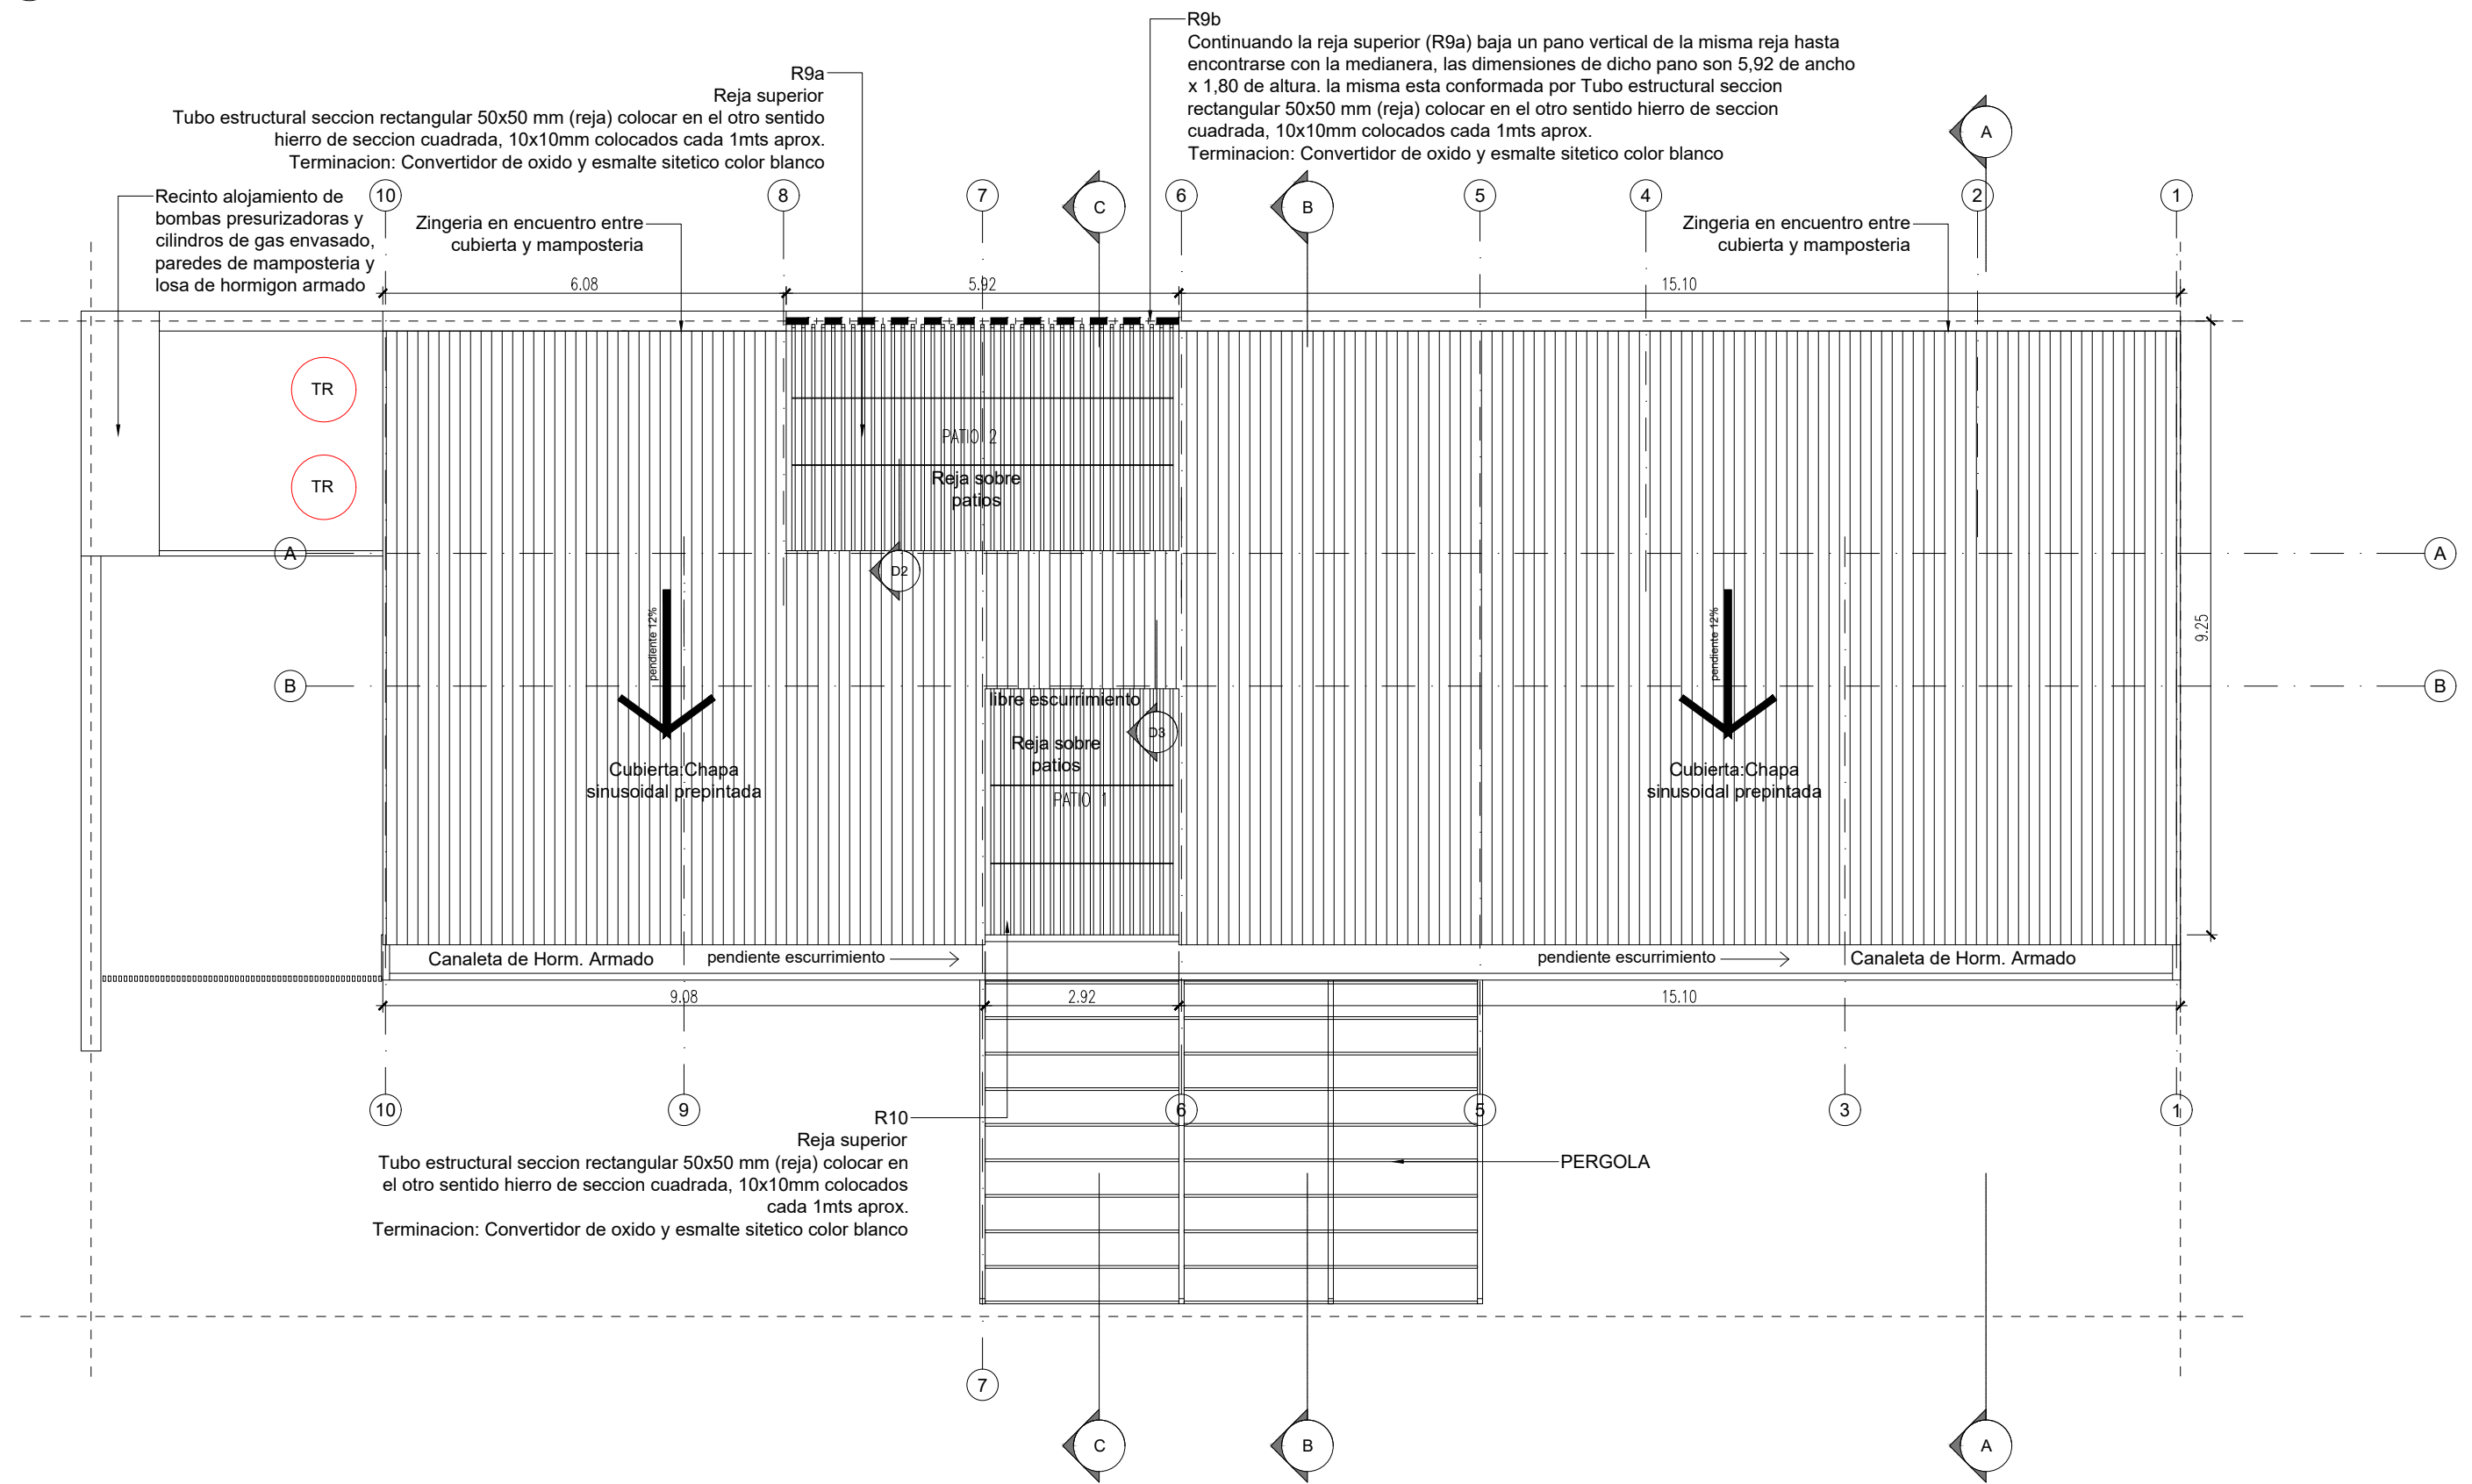 R9b
Continuando la reja superior (R9a) baja un pano vertical de la misma reja hasta
encontrarse con la medianera, las dimensiones de dicho pano son 5,92 de ancho
x 1,80 de altura. la misma esta conformada por Tubo estructural seccion
rectangular 50x50 mm (reja) colocar en el otro sentido hierro de seccion
cuadrada, 10x10mm colocados cada 1mts aprox.
Terminacion: Convertidor de oxido y esmalte sitetico color blanco
R9a
Reja superior
Tubo estructural seccion rectangular 50x50 mm (reja) colocar en el otro sentido
hierro de seccion cuadrada, 10x10mm colocados cada 1mts aprox.
Terminacion: Convertidor de oxido y esmalte sitetico color blanco
A
Recinto alojamiento de
bombas presurizadoras y
cilindros de gas envasado,
paredes de mamposteria y
losa de hormigon armado
10
8
7
C
6
B
5
4
2
1
Zingeria en encuentro entre
cubierta y mamposteria
Zingeria en encuentro entre
cubierta y mamposteria
6.08
5.92
15.10
TR
TR
PATIO 2
Reja sobre
patios
A
A
D2
pendiente 12%
pendiente 12%
9.25
B
B
libre escurrimiento
D3
Reja sobre
patios
PATIO 1
Cubierta:Chapa
sinusoidal prepintada
Cubierta:Chapa
sinusoidal prepintada
Canaleta de Horm. Armado
pendiente escurrimiento
pendiente escurrimiento
Canaleta de Horm. Armado
9.08
2.92
15.10
10
9
6
5
3
1
R10
Reja superior
Tubo estructural seccion rectangular 50x50 mm (reja) colocar en
el otro sentido hierro de seccion cuadrada, 10x10mm colocados
cada 1mts aprox.
Terminacion: Convertidor de oxido y esmalte sitetico color blanco
PERGOLA
7
C
B
A